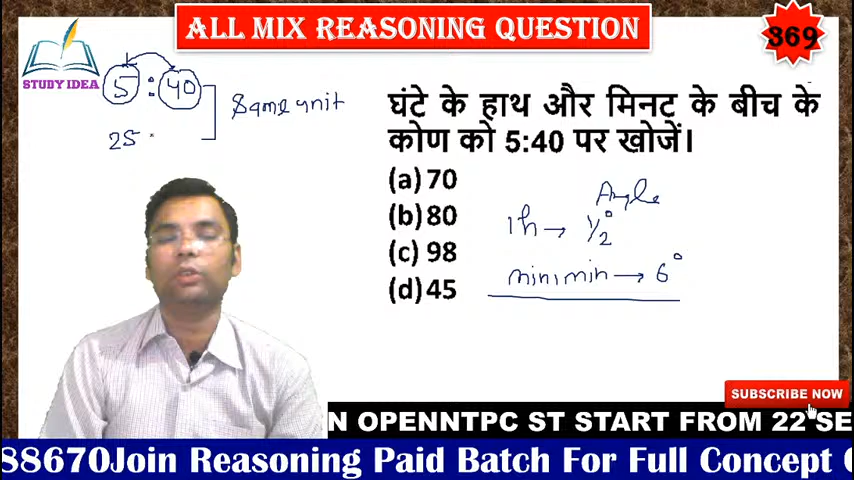 ALL MIX REASONING QUESTION
369
STUDY IDEA
5 : 40
Same unit
25
घंटे के हाथ और मिनट के बीच के
कोण को 5:40 पर खोजें।
(a) 70
(b) 80
(c) 98
(d) 45
Angle
1h → 1/2°
min 1 min → 6°
SUBSCRIBE NOW
N OPENNTPC ST START FROM 22 SE
88670Join Reasoning Paid Batch For Full Concept